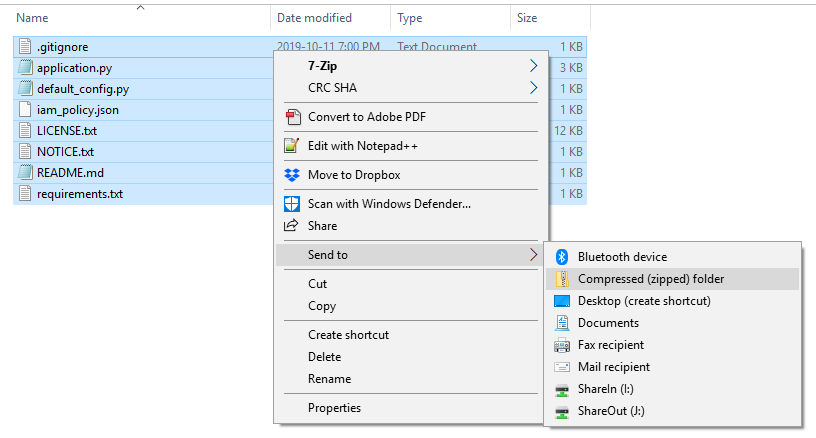 Name Date modified Type Size
.gitignore 2019-10-11 7:00 PM Text Document 1 KB
application.py 3 KB
default_config.py 1 KB
iam_policy.json 1 KB
LICENSE.txt 12 KB
NOTICE.txt 1 KB
README.md 1 KB
requirements.txt 1 KB
7-Zip
CRC SHA
Convert to Adobe PDF
Edit with Notepad++
Move to Dropbox
Scan with Windows Defender...
Share
Send to
Cut
Copy
Create shortcut
Delete
Rename
Properties
Bluetooth device
Compressed (zipped) folder
Desktop (create shortcut)
Documents
Fax recipient
Mail recipient
ShareIn (I:)
ShareOut (J:)